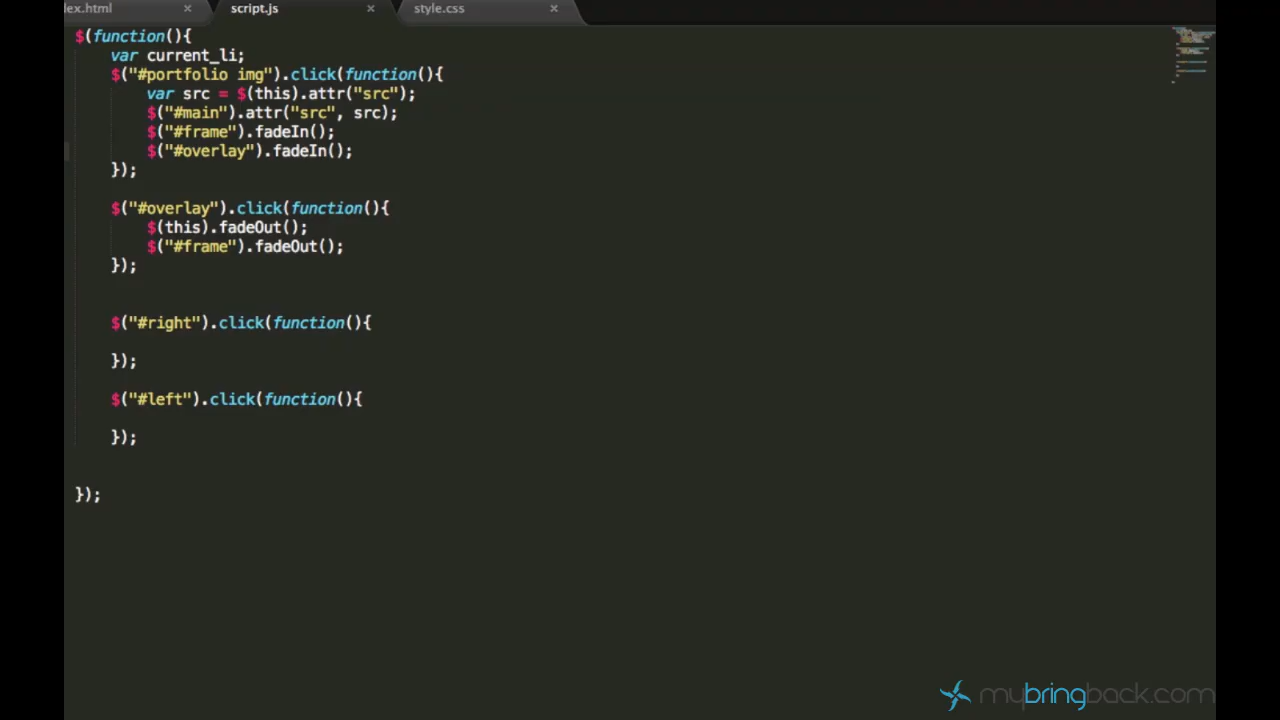 dex.html × script.js × style.css ×
$(function(){
    var current_li;
    $("#portfolio img").click(function(){
        var src = $(this).attr("src");
        $("#main").attr("src", src);
        $("#frame").fadeIn();
        $("#overlay").fadeIn();
    });
    $("#overlay").click(function(){
        $(this).fadeOut();
        $("#frame").fadeOut();
    });
    $("#right").click(function(){
    });
    $("#left").click(function(){
    });
});
mybringback.com